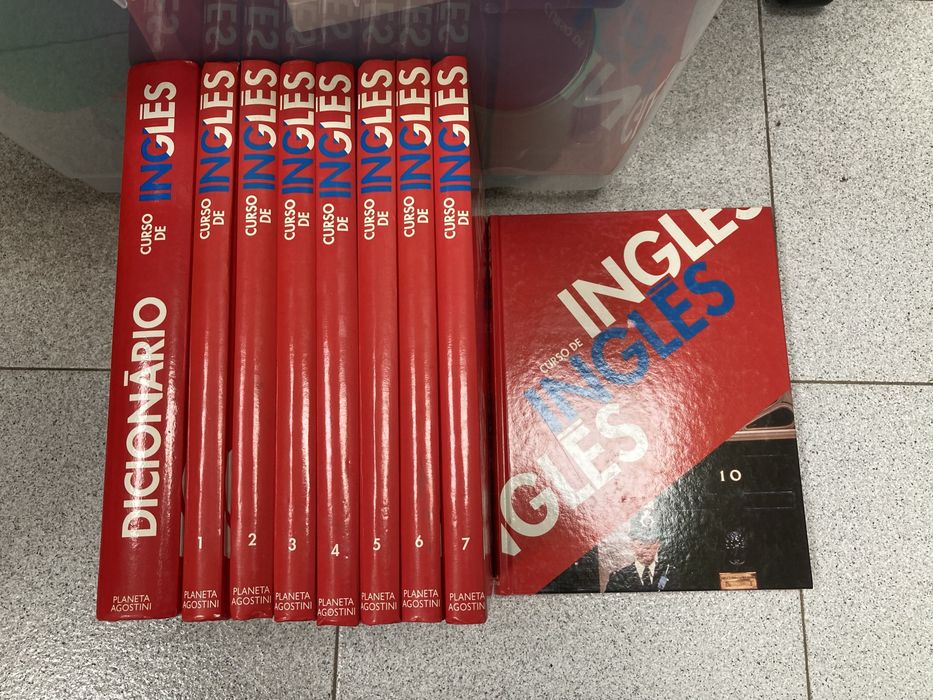 DICIONÁRIO CURSO DE INGLÊS
PLANETA AGOSTINI
1 CURSO DE INGLÊS
PLANETA AGOSTINI
2 CURSO DE INGLÊS
PLANETA AGOSTINI
3 CURSO DE INGLÊS
PLANETA AGOSTINI
4 CURSO DE INGLÊS
PLANETA AGOSTINI
5 CURSO DE INGLÊS
PLANETA AGOSTINI
6 CURSO DE INGLÊS
PLANETA AGOSTINI
7 CURSO DE INGLÊS
PLANETA AGOSTINI
INGLÊS
CURSO DE
INGLÊS
NGLÊS
10